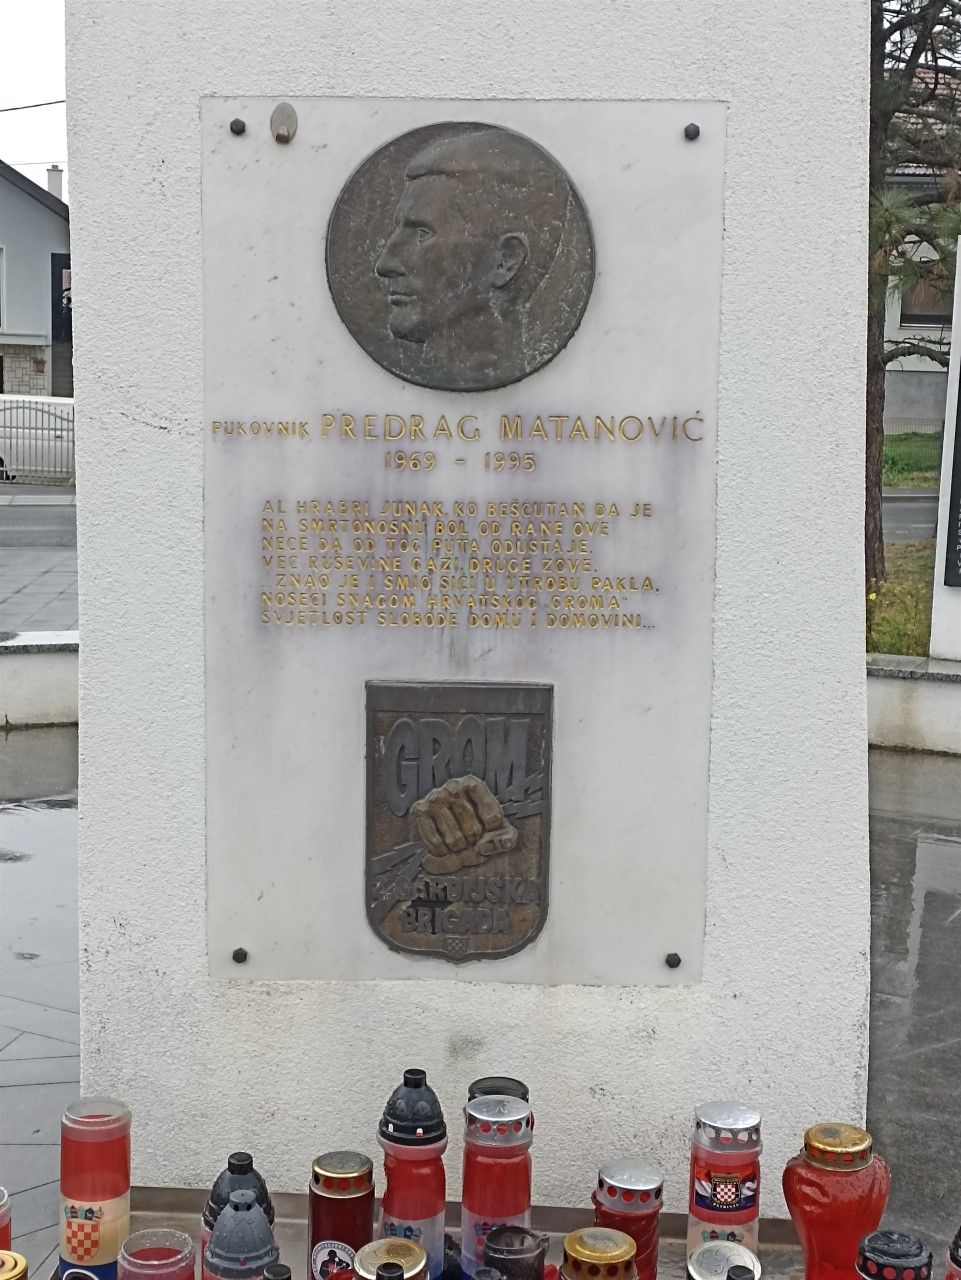 PUKOVNIK PREDRAG MATANOVIĆ
1969 - 1995
AL HRABRI JUNAK, KO BEŠĆUTAN DA JE
NA SMRTONOSNU BOL OD RANE OVE
NEĆE DA OD TOG PUTA ODUSTAJE,
VEĆ RUŠEVINE GAZI, DRUGE ZOVE.
...ZNAO JE I SMIO SIĆI U UTROBU PAKLA,
NOSEĆI SNAGOM HRVATSKOG „GROMA"
SVJETLOST SLOBODE DOMU I DOMOVINI...
GROM
2. GARDIJSKA
BRIGADA